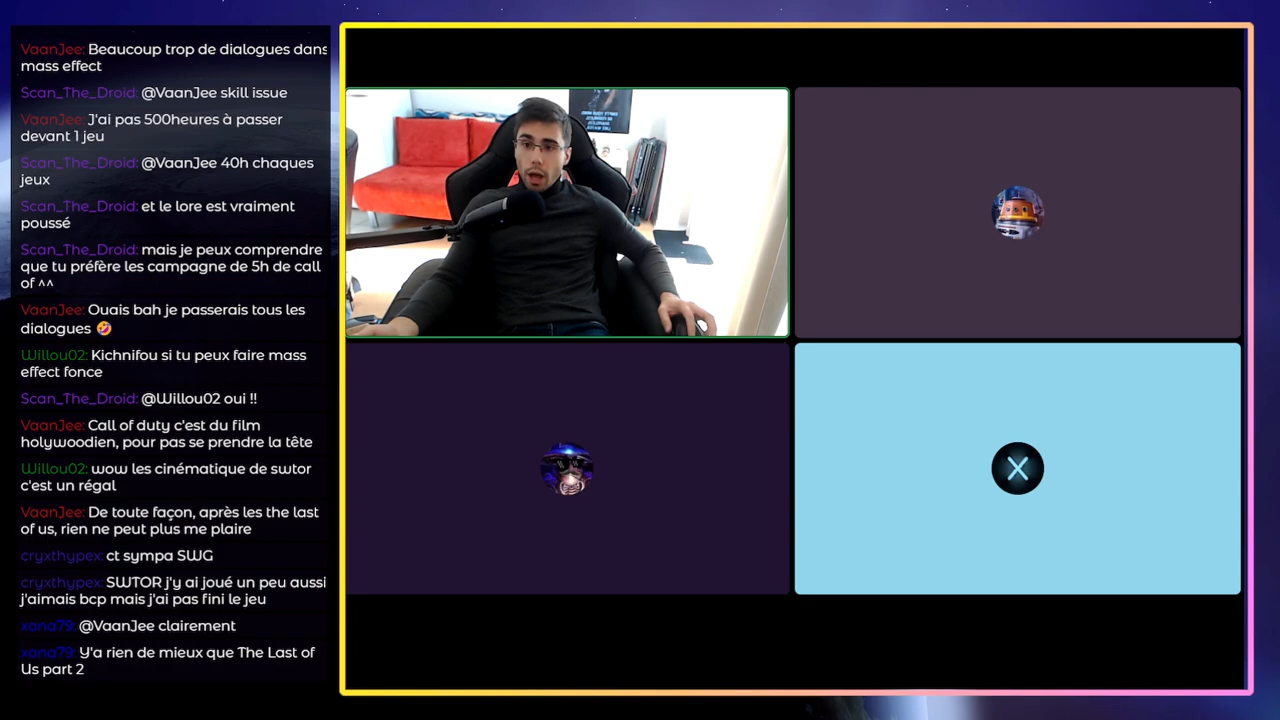 VaanJee: Beaucoup trop de dialogues dans
mass effect
Scan_The_Droid: @VaanJee skill issue
VaanJee: J'ai pas 500heures à passer
devant 1 jeu
Scan_The_Droid: @VaanJee 40h chaques
jeux
Scan_The_Droid: et le lore est vraiment
poussé
Scan_The_Droid: mais je peux comprendre
que tu préfère les campagne de 5h de call
of ^^
VaanJee: Ouais bah je passerais tous les
dialogues 🤣
Willou02: Kichnifou si tu peux faire mass
effect fonce
Scan_The_Droid: @Willou02 oui !!
VaanJee: Call of duty c'est du film
holywoodien, pour pas se prendre la tête
Willou02: wow les cinématique de swtor
c'est un régal
VaanJee: De toute façon, après les the last
of us, rien ne peut plus me plaire
cryxthypex: ct sympa SWG
cryxthypex: SWTOR j'y ai joué un peu aussi
j'aimais bcp mais j'ai pas fini le jeu
xana79: @VaanJee clairement
xana79: Y'a rien de mieux que The Last of
Us part 2